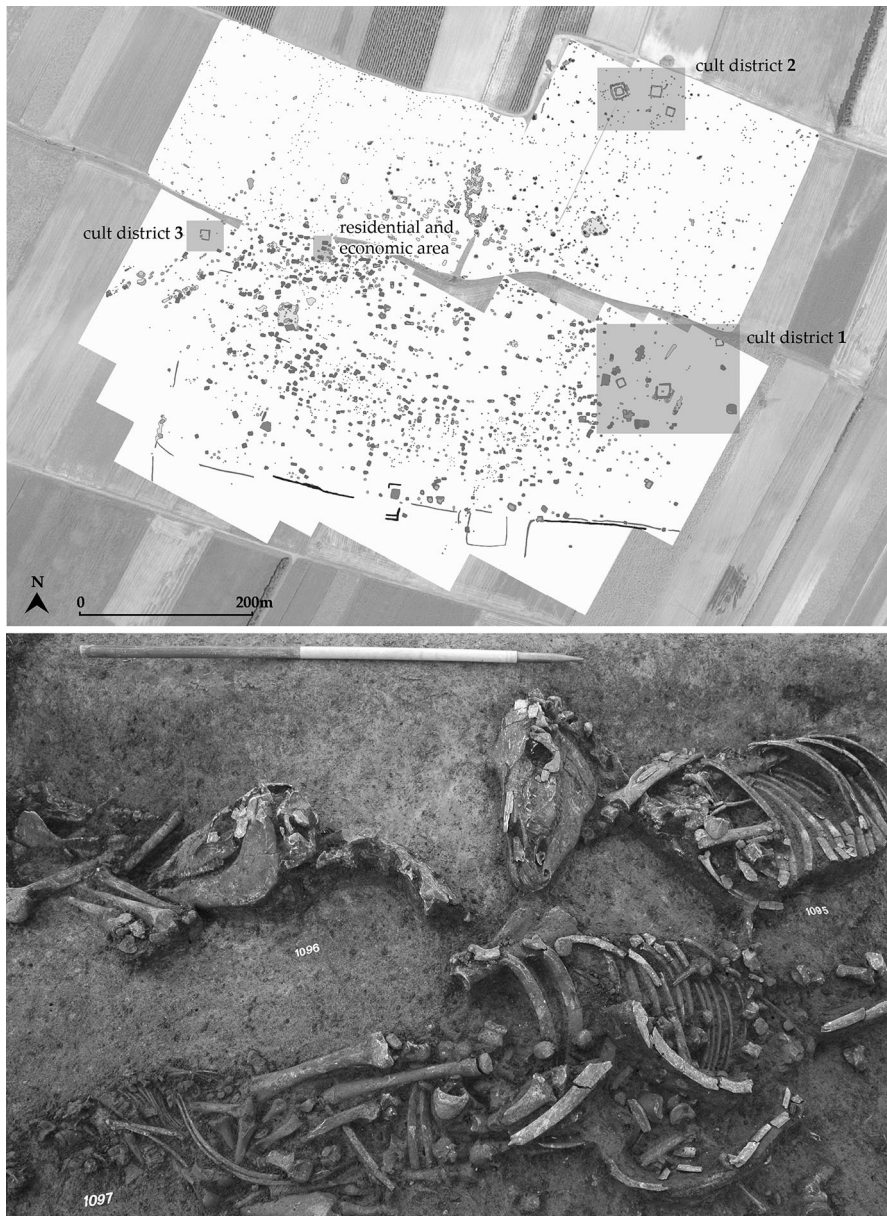 cult district 2
cult district 3
residential and
economic area
cult district 1
N
0
200m
1096
1095
1097